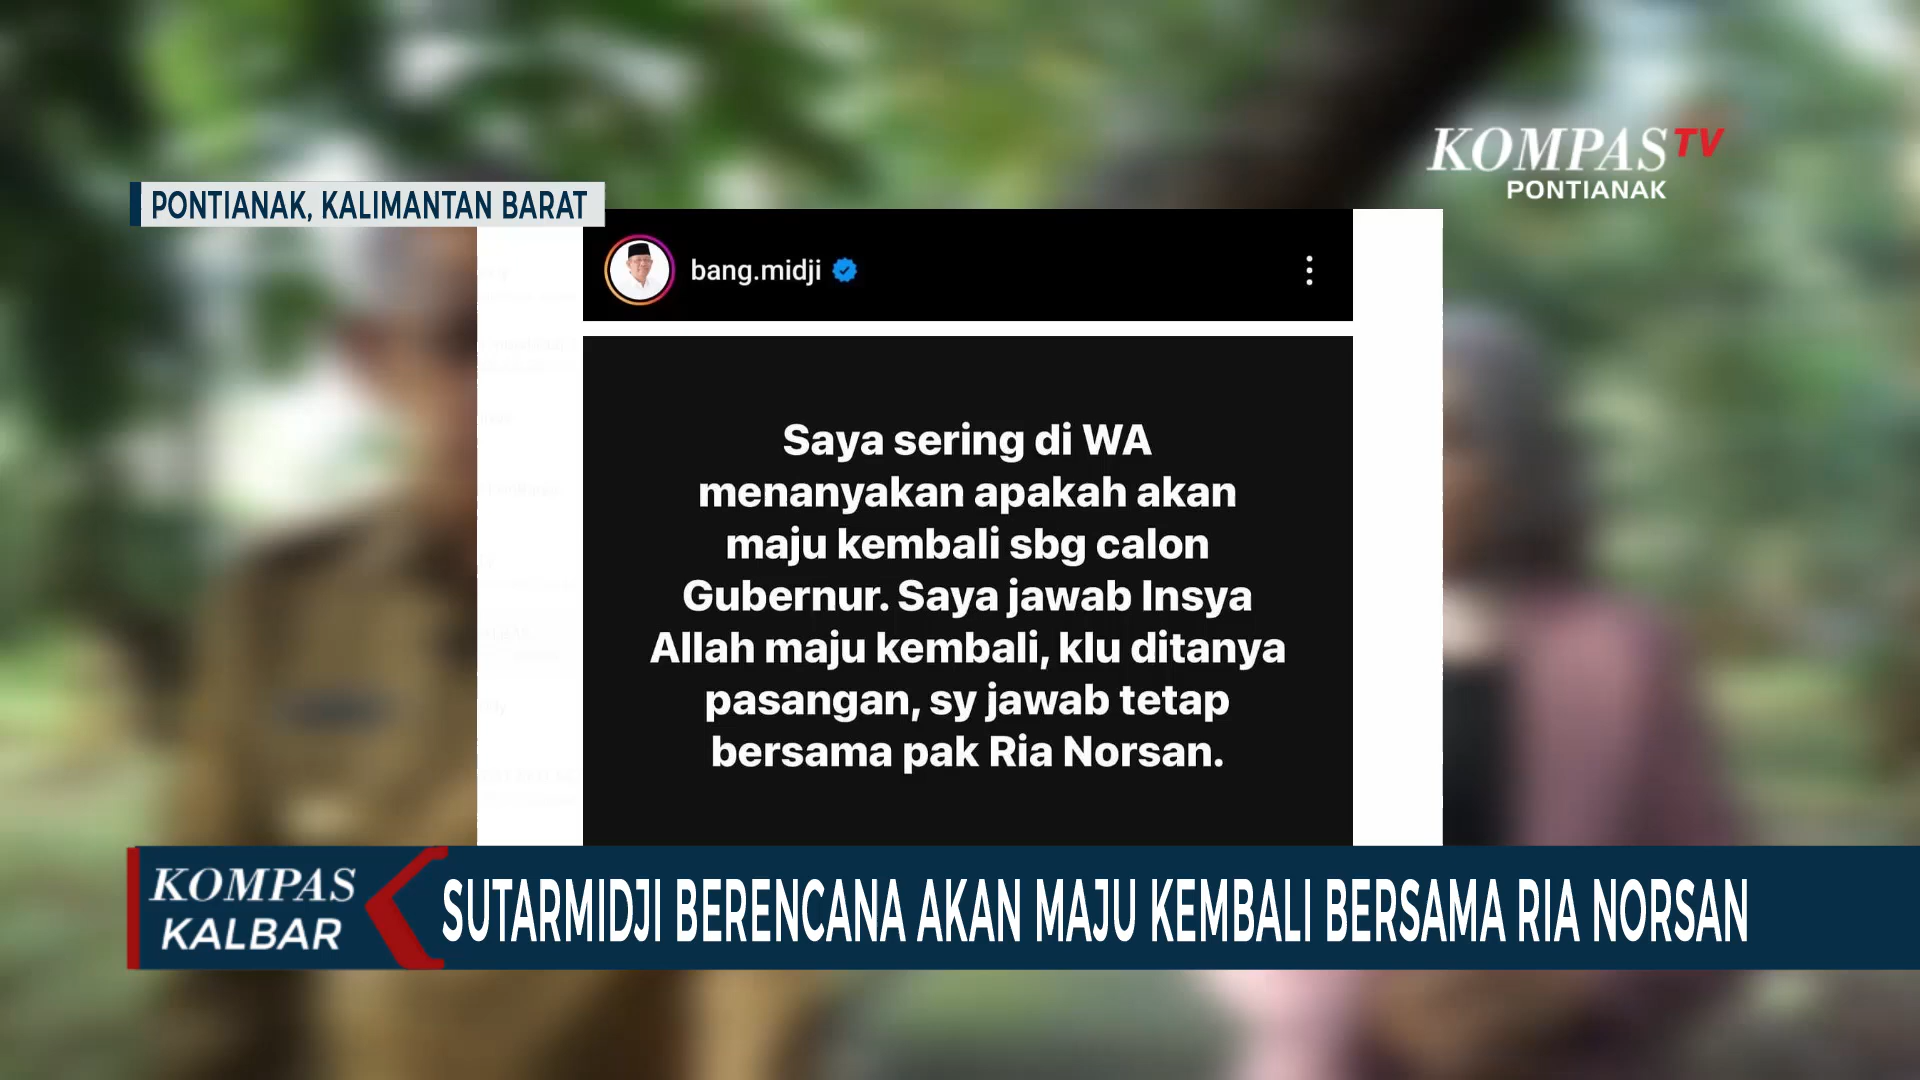 KOMPAS TV
PONTIANAK
PONTIANAK, KALIMANTAN BARAT
bang.midji
Saya sering di WA
menanyakan apakah akan
maju kembali sbg calon
Gubernur. Saya jawab Insya
Allah maju kembali, klu ditanya
pasangan, sy jawab tetap
bersama pak Ria Norsan.
KOMPAS
KALBAR
SUTARMIDJI BERENCANA AKAN MAJU KEMBALI BERSAMA RIA NORSAN